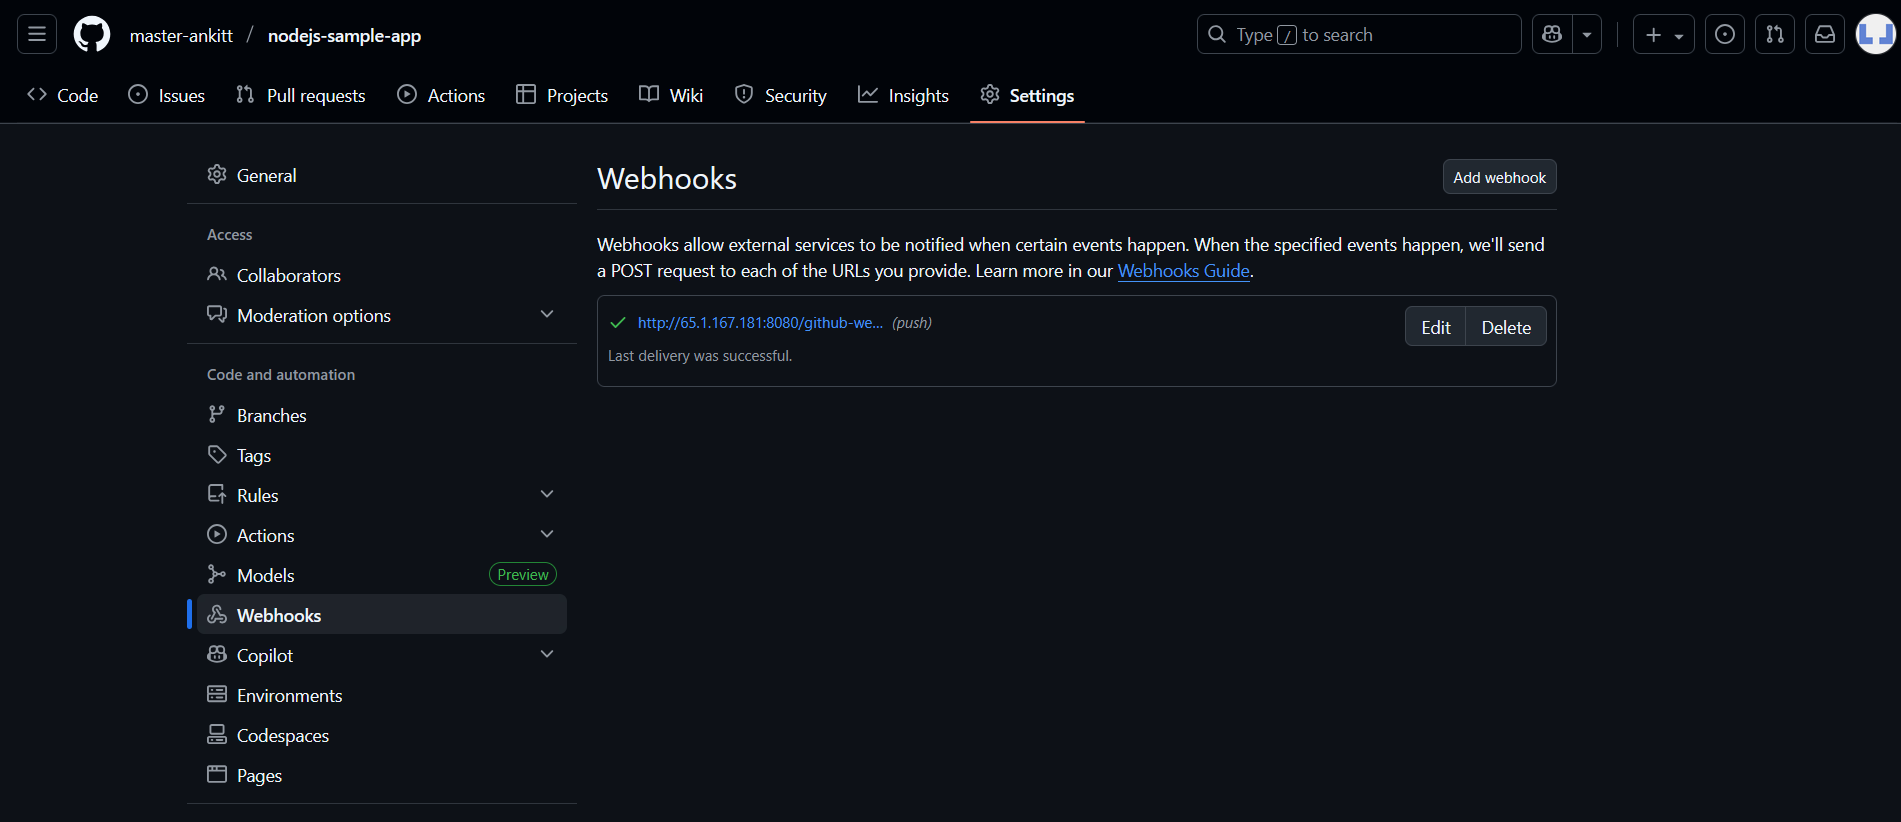 master-ankitt / nodejs-sample-app
Type / to search
Code Issues Pull requests Actions Projects Wiki Security Insights Settings
General
Access
Collaborators
Moderation options
Code and automation
Branches
Tags
Rules
Actions
Models Preview
Webhooks
Copilot
Environments
Codespaces
Pages
Webhooks
Add webhook
Webhooks allow external services to be notified when certain events happen. When the specified events happen, we'll send
a POST request to each of the URLs you provide. Learn more in our Webhooks Guide.
http://65.1.167.181:8080/github-we... (push)
Edit Delete
Last delivery was successful.